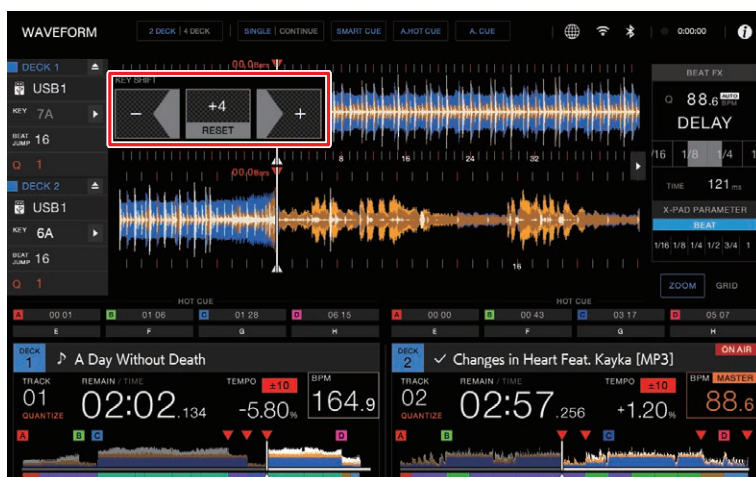 WAVEFORM
2 DECK | 4 DECK
SINGLE | CONTINUE
SMART CUE
A.HOT CUE
A. CUE
0:00:00
i
DECK 1
USB1
KEY 7A
BEAT JUMP 16
Q 1
00.0Bars
KEY SHIFT
−
+4
RESET
+
8 16 24 32
DECK 2
USB1
KEY 6A
BEAT JUMP 16
Q 1
00.0Bars
16
BEAT FX
Q 88.6 AUTO BPM
DELAY
/16 1/8 1/4 1
TIME 121 ms
X-PAD PARAMETER
BEAT
1/16 1/8 1/4 1/2 3/4 1
ZOOM GRID
HOT CUE
A 00 01 B 01 06 C 01 28 D 06 15
E F G H
HOT CUE
A 00 00 B 00 43 C 03 17 D 05 07
E F G H
DECK 1
♪ A Day Without Death
TRACK 01
QUANTIZE
REMAIN / TIME
02:02.134
TEMPO ±10
-5.80%
BPM
164.9
A B C D
DECK 2
✓ Changes in Heart Feat. Kayka [MP3]
ON AIR
TRACK 02
QUANTIZE
REMAIN / TIME
02:57.256
TEMPO ±10
+1.20%
BPM MASTER
88.6
A B C D